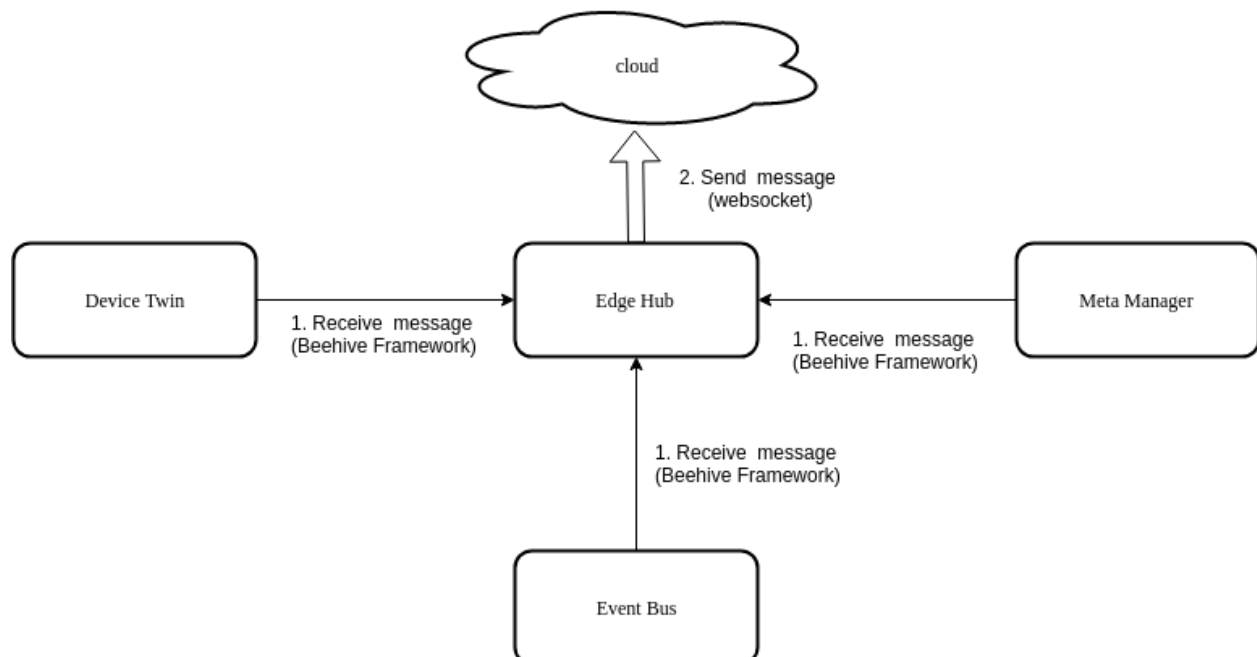 cloud
2. Send message
(websocket)
Device Twin
Edge Hub
Meta Manager
1. Receive message
(Beehive Framework)
1. Receive message
(Beehive Framework)
1. Receive message
(Beehive Framework)
Event Bus